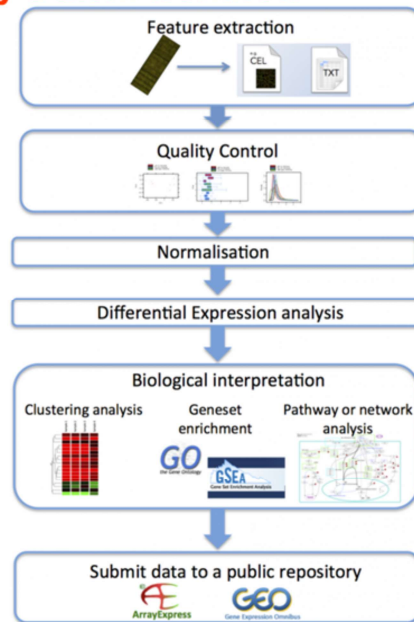 Feature extraction
CEL
TXT
Quality Control
Normalisation
Differential Expression analysis
Biological interpretation
Clustering analysis
Geneset
enrichment
Pathway or network
analysis
GO
the Gene Ontology
GSEA
Gene Set Enrichment Analysis
Submit data to a public repository
ArrayExpress
GEO
Gene Expression Omnibus